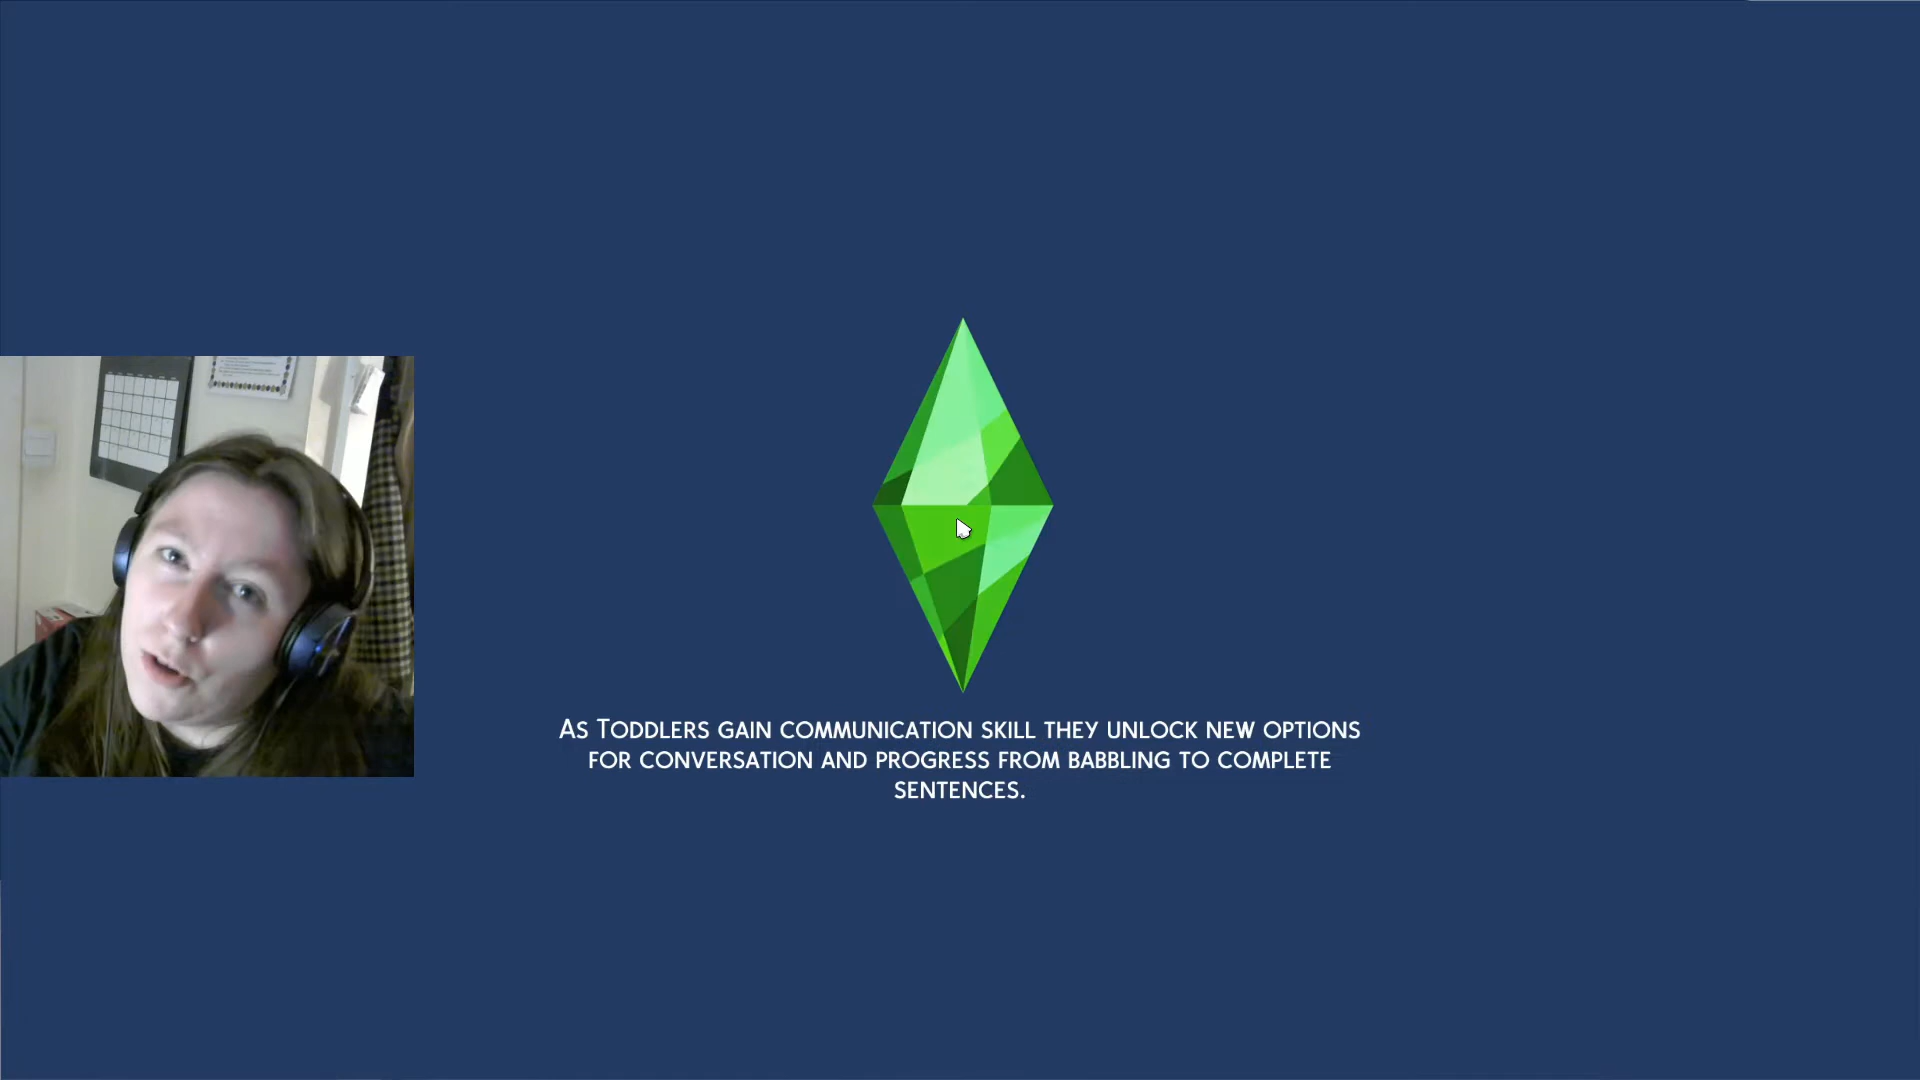 As Toddlers gain communication skill they unlock new options
for conversation and progress from babbling to complete
sentences.